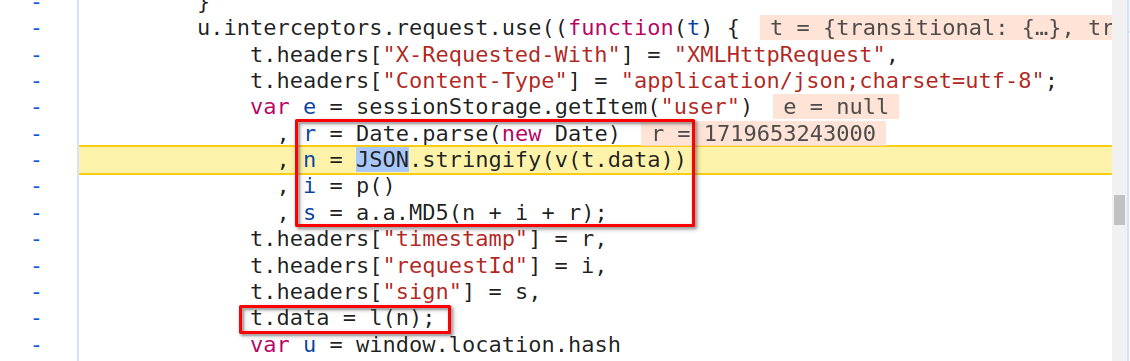 }
u.interceptors.request.use((function(t) { t = {transitional: {…}, tr
t.headers["X-Requested-With"] = "XMLHttpRequest",
t.headers["Content-Type"] = "application/json;charset=utf-8";
var e = sessionStorage.getItem("user") e = null
, r = Date.parse(new Date) r = 1719653243000
, n = JSON.stringify(v(t.data))
, i = p()
, s = a.a.MD5(n + i + r);
t.headers["timestamp"] = r,
t.headers["requestId"] = i,
t.headers["sign"] = s,
t.data = l(n);
var u = window.location.hash